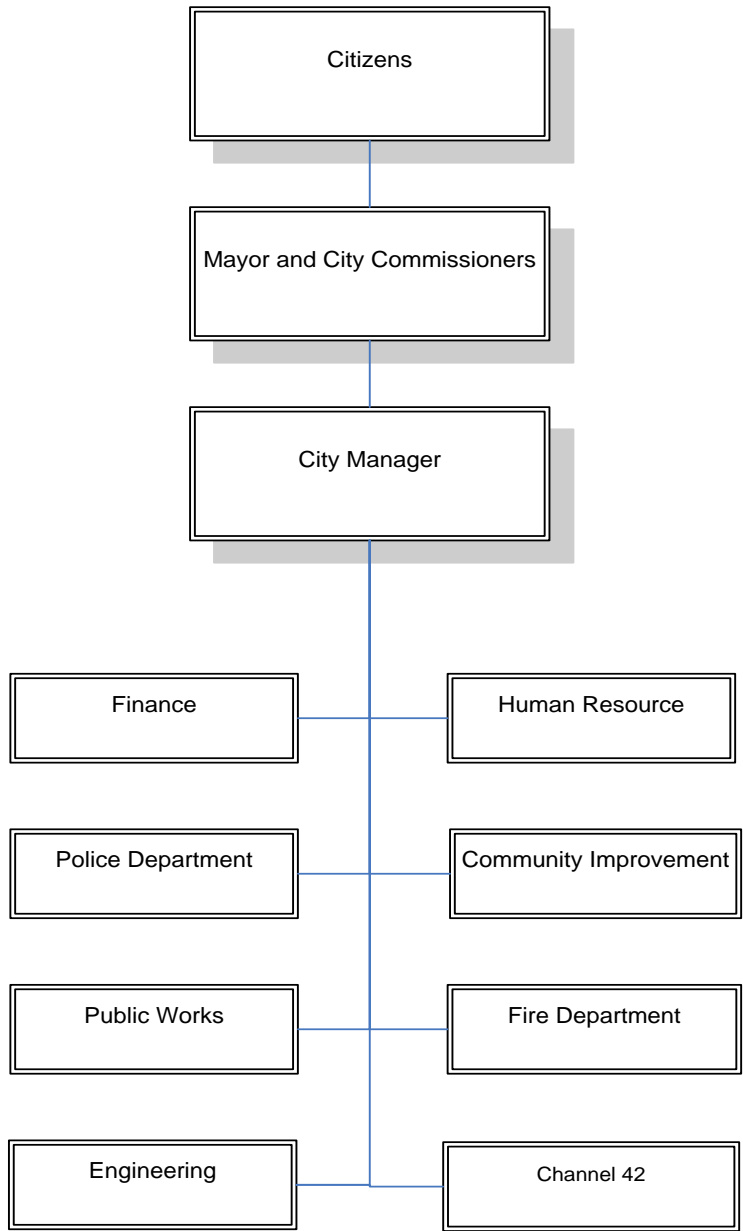 Citizens
Mayor and City Commissioners
City Manager
Finance
Human Resource
Police Department
Community Improvement
Public Works
Fire Department
Engineering
Channel 42